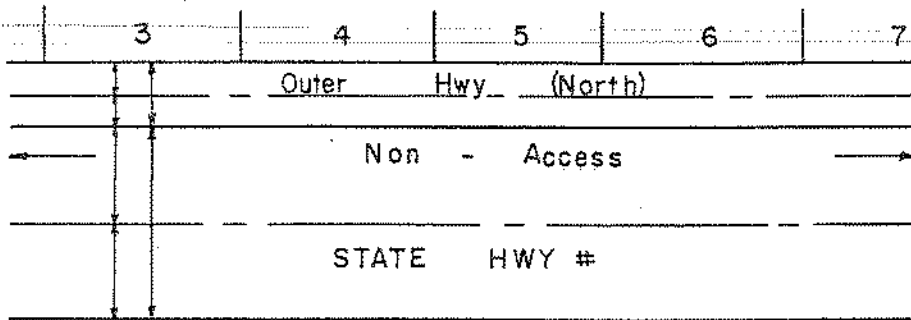 3 4 5 6 7
Outer Hwy (North)
Non - Access
STATE HWY #